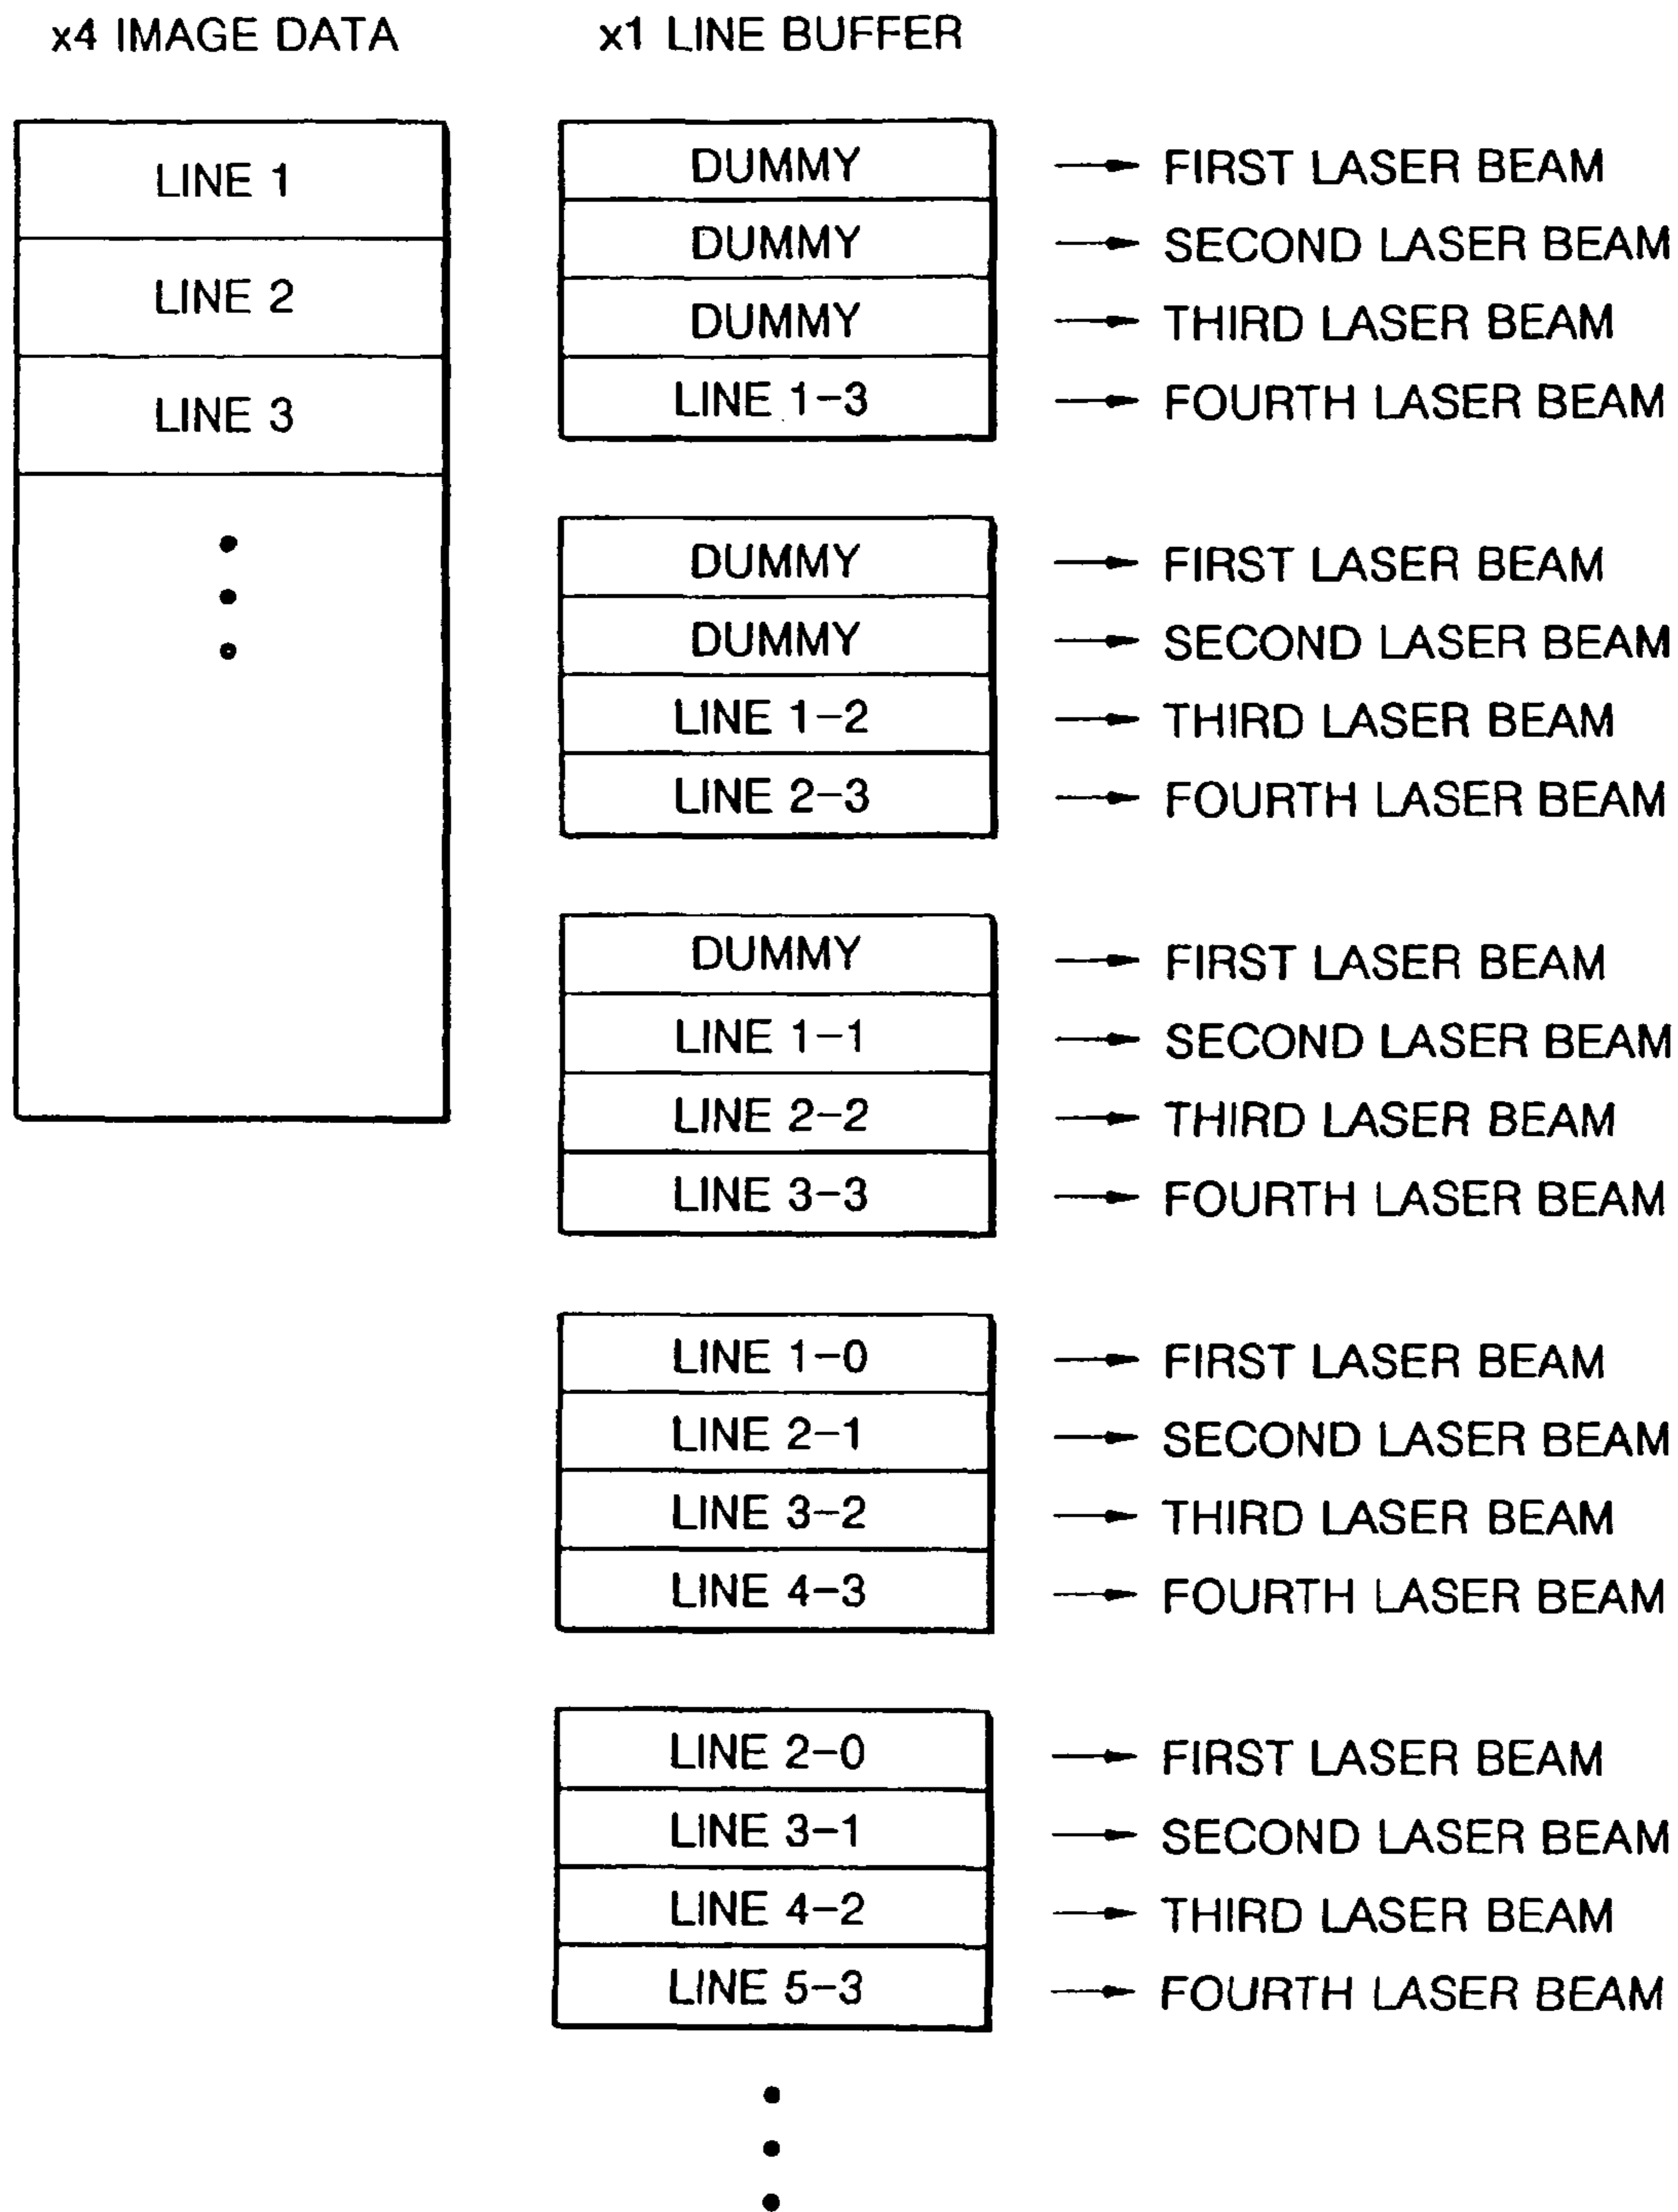 x4 IMAGE DATA x1 LINE BUFFER
LINE 1
LINE 2
LINE 3
DUMMY → FIRST LASER BEAM
DUMMY → SECOND LASER BEAM
DUMMY → THIRD LASER BEAM
LINE 1-3 → FOURTH LASER BEAM
DUMMY → FIRST LASER BEAM
DUMMY → SECOND LASER BEAM
LINE 1-2 → THIRD LASER BEAM
LINE 2-3 → FOURTH LASER BEAM
DUMMY → FIRST LASER BEAM
LINE 1-1 → SECOND LASER BEAM
LINE 2-2 → THIRD LASER BEAM
LINE 3-3 → FOURTH LASER BEAM
LINE 1-0 → FIRST LASER BEAM
LINE 2-1 → SECOND LASER BEAM
LINE 3-2 → THIRD LASER BEAM
LINE 4-3 → FOURTH LASER BEAM
LINE 2-0 → FIRST LASER BEAM
LINE 3-1 → SECOND LASER BEAM
LINE 4-2 → THIRD LASER BEAM
LINE 5-3 → FOURTH LASER BEAM